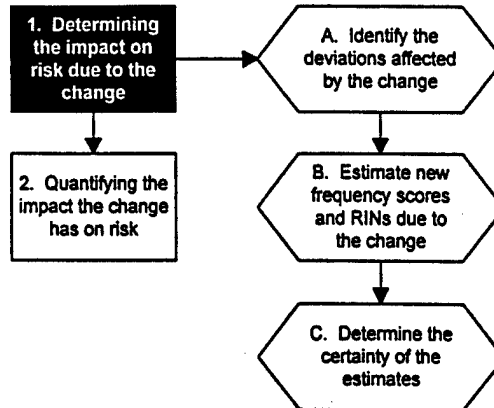 1. Determining
the impact on
risk due to the
change
2. Quantifying the
impact the change
has on risk
A. Identify the
deviations affected
by the change
B. Estimate new
frequency scores
and RINs due to
the change
C. Determine the
certainty of the
estimates